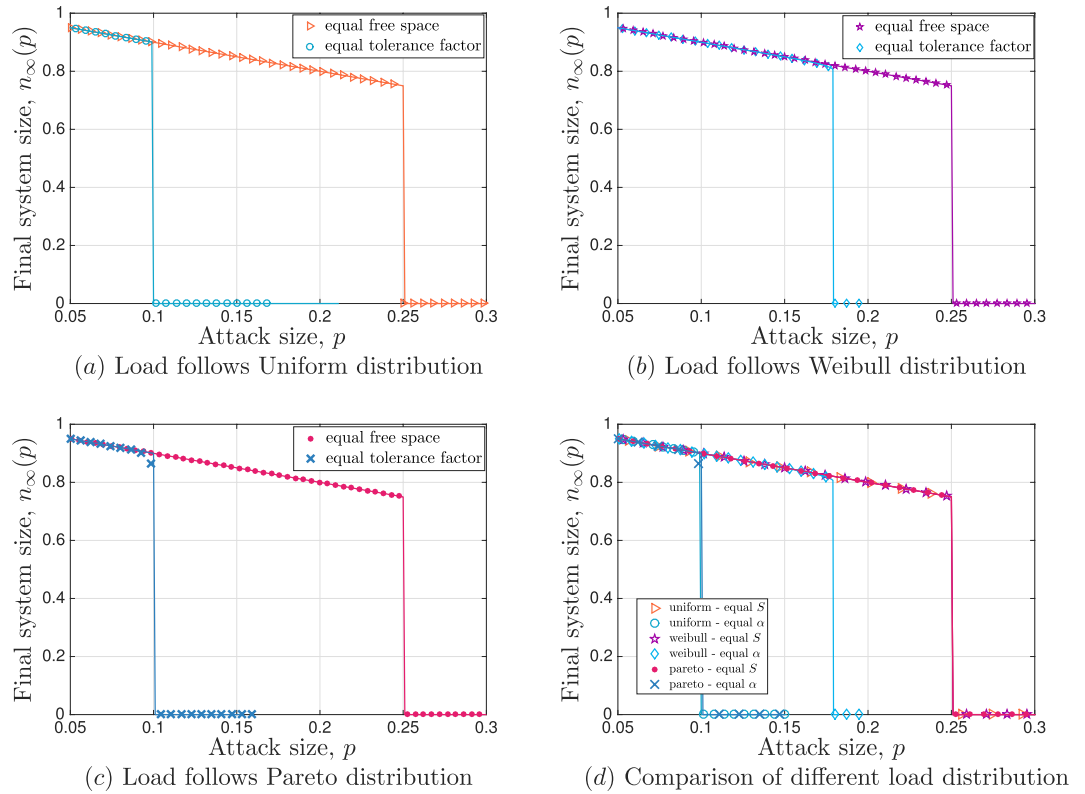 equal free space
equal tolerance factor
Final system size, n∞(p)
1
0.8
0.6
0.4
0.2
0
0.05 0.1 0.15 0.2 0.25 0.3
Attack size, p
(a) Load follows Uniform distribution
equal free space
equal tolerance factor
Final system size, n∞(p)
1
0.8
0.6
0.4
0.2
0
0.05 0.1 0.15 0.2 0.25 0.3
Attack size, p
(b) Load follows Weibull distribution
equal free space
equal tolerance factor
Final system size, n∞(p)
1
0.8
0.6
0.4
0.2
0
0.05 0.1 0.15 0.2 0.25 0.3
Attack size, p
(c) Load follows Pareto distribution
Final system size, n∞(p)
1
0.8
0.6
0.4
0.2
0
uniform - equal S
uniform - equal α
weibull - equal S
weibull - equal α
pareto - equal S
pareto - equal α
0.05 0.1 0.15 0.2 0.25 0.3
Attack size, p
(d) Comparison of different load distribution